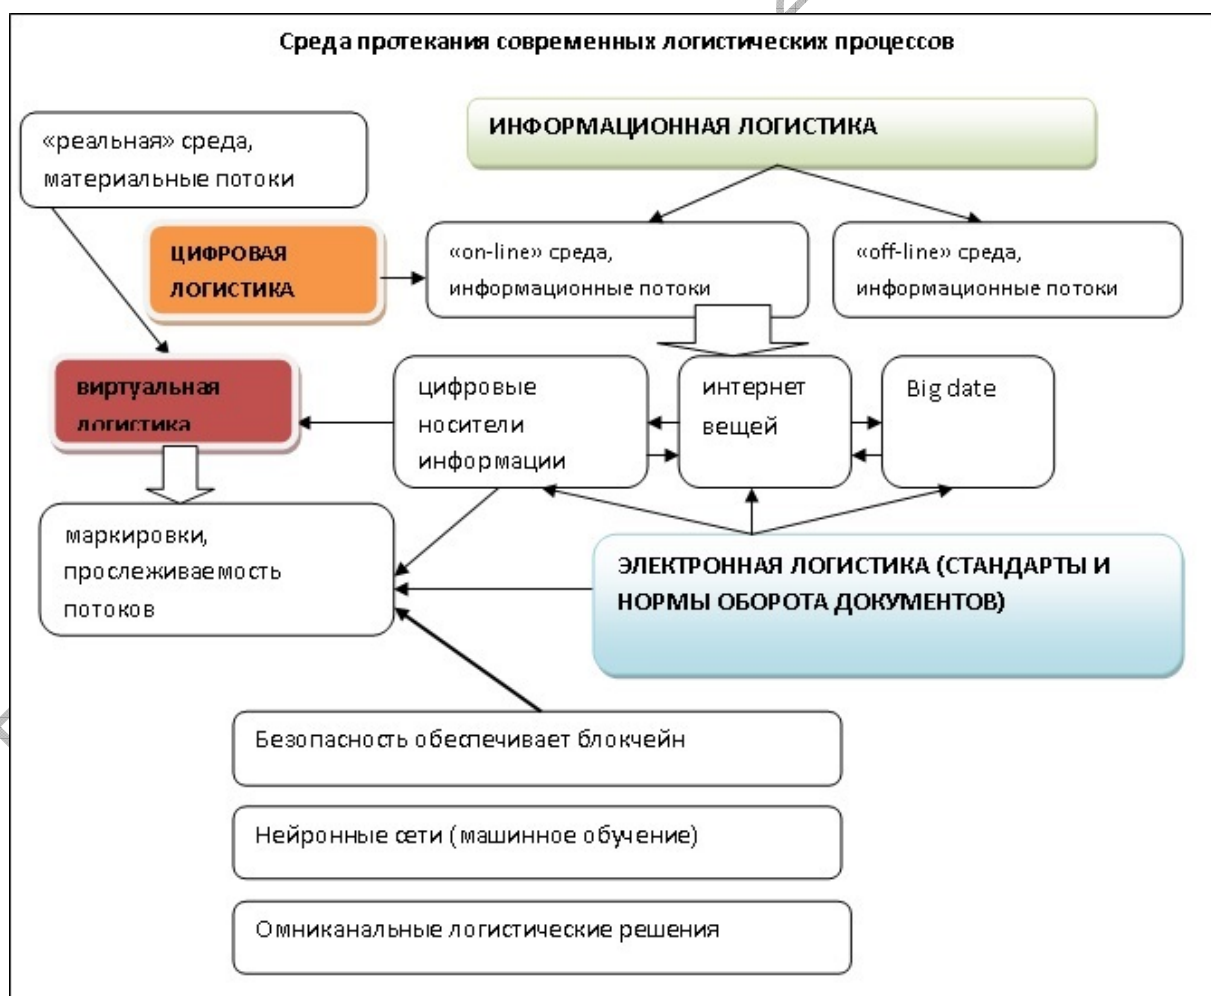 Среда протекания современных логистических процессов
«реальная» среда,
материальные потоки
ИНФОРМАЦИОННАЯ ЛОГИСТИКА
ЦИФРОВАЯ
ЛОГИСТИКА
«on-line» среда,
информационные потоки
«off-line» среда,
информационные потоки
виртуальная
логистика
цифровые
носители
информации
интернет
вещей
Big date
маркировки,
прослеживаемость
потоков
ЭЛЕКТРОННАЯ ЛОГИСТИКА (СТАНДАРТЫ И
НОРМЫ ОБОРОТА ДОКУМЕНТОВ)
Безопасность обеспечивает блокчейн
Нейронные сети (машинное обучение)
Омниканальные логистические решения